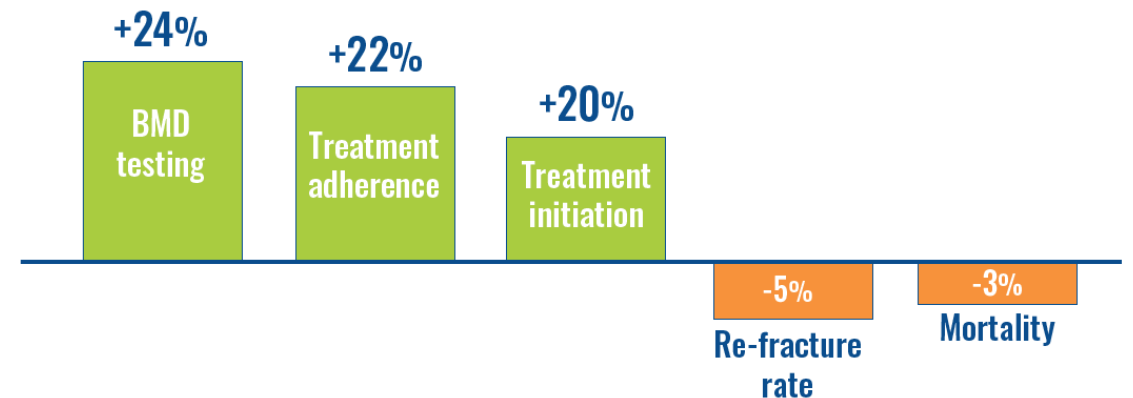 +24%
BMD
testing
+22%
Treatment
adherence
+20%
Treatment
initiation
-5%
Re-fracture
rate
-3%
Mortality